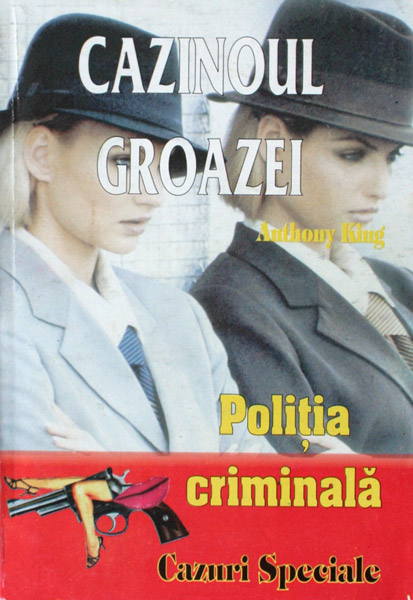 CAZINOUL
GROAZEI
Anthony King
Poliția
criminală
Cazuri Speciale